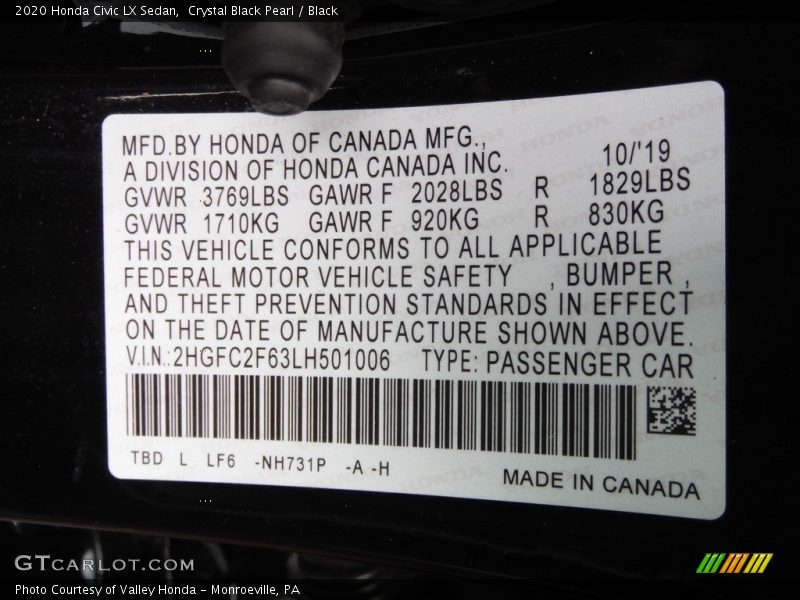 2020 Honda Civic LX Sedan,  Crystal Black Pearl / Black
MFD.BY HONDA OF CANADA MFG.,
A DIVISION OF HONDA CANADA INC. 10/'19
GVWR 3769LBS GAWR F 2028LBS R 1829LBS
GVWR 1710KG GAWR F 920KG R 830KG
THIS VEHICLE CONFORMS TO ALL APPLICABLE
FEDERAL MOTOR VEHICLE SAFETY , BUMPER ,
AND THEFT PREVENTION STANDARDS IN EFFECT
ON THE DATE OF MANUFACTURE SHOWN ABOVE.
V.I.N.:2HGFC2F63LH501006 TYPE: PASSENGER CAR
TBD L LF6 -NH731P -A -H
MADE IN CANADA
GTCARLOT.COM
Photo Courtesy of Valley Honda - Monroeville, PA